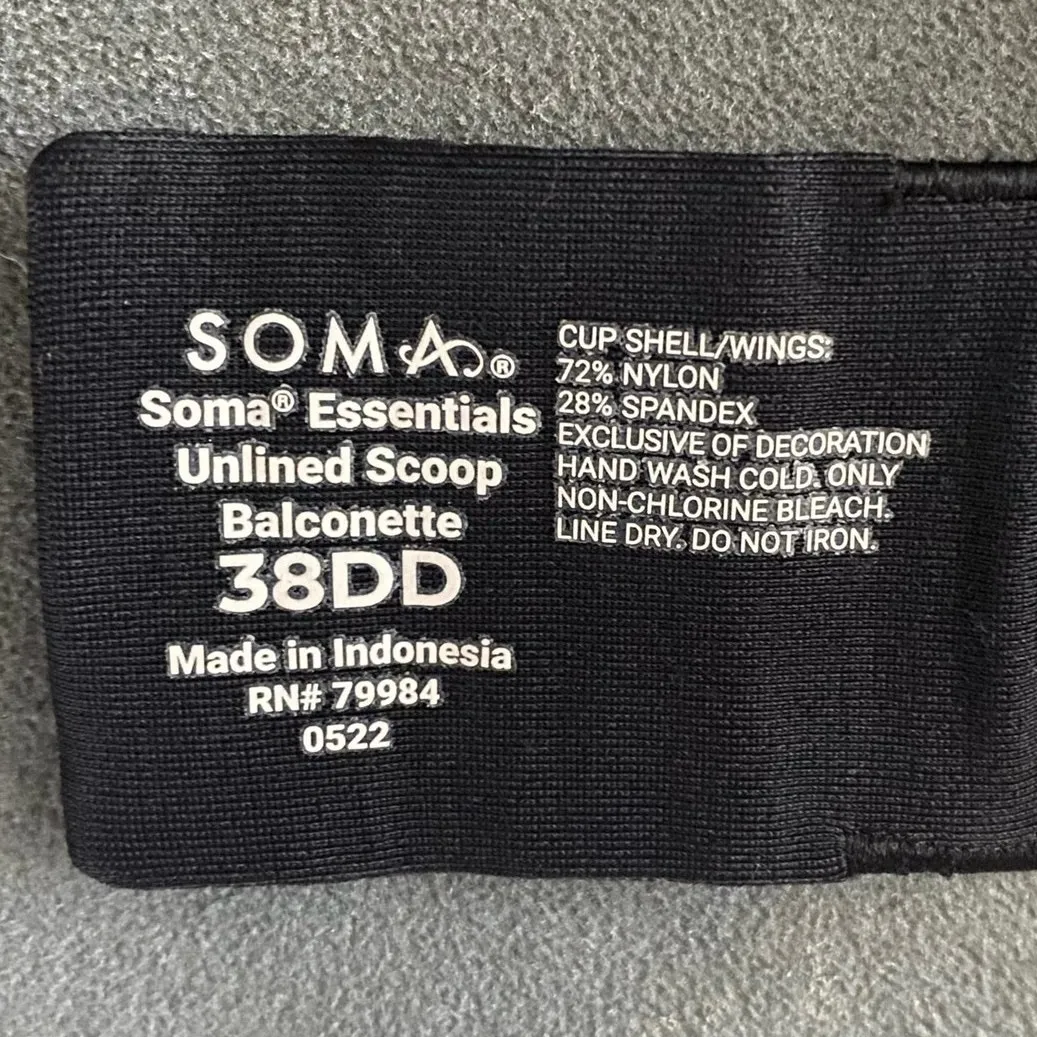 SOMA®
Soma® Essentials
Unlined Scoop
Balconette
38DD
Made in Indonesia
RN# 79984
0522
CUP SHELL/WINGS:
72% NYLON
28% SPANDEX
EXCLUSIVE OF DECORATION
HAND WASH COLD. ONLY
NON-CHLORINE BLEACH.
LINE DRY. DO NOT IRON.